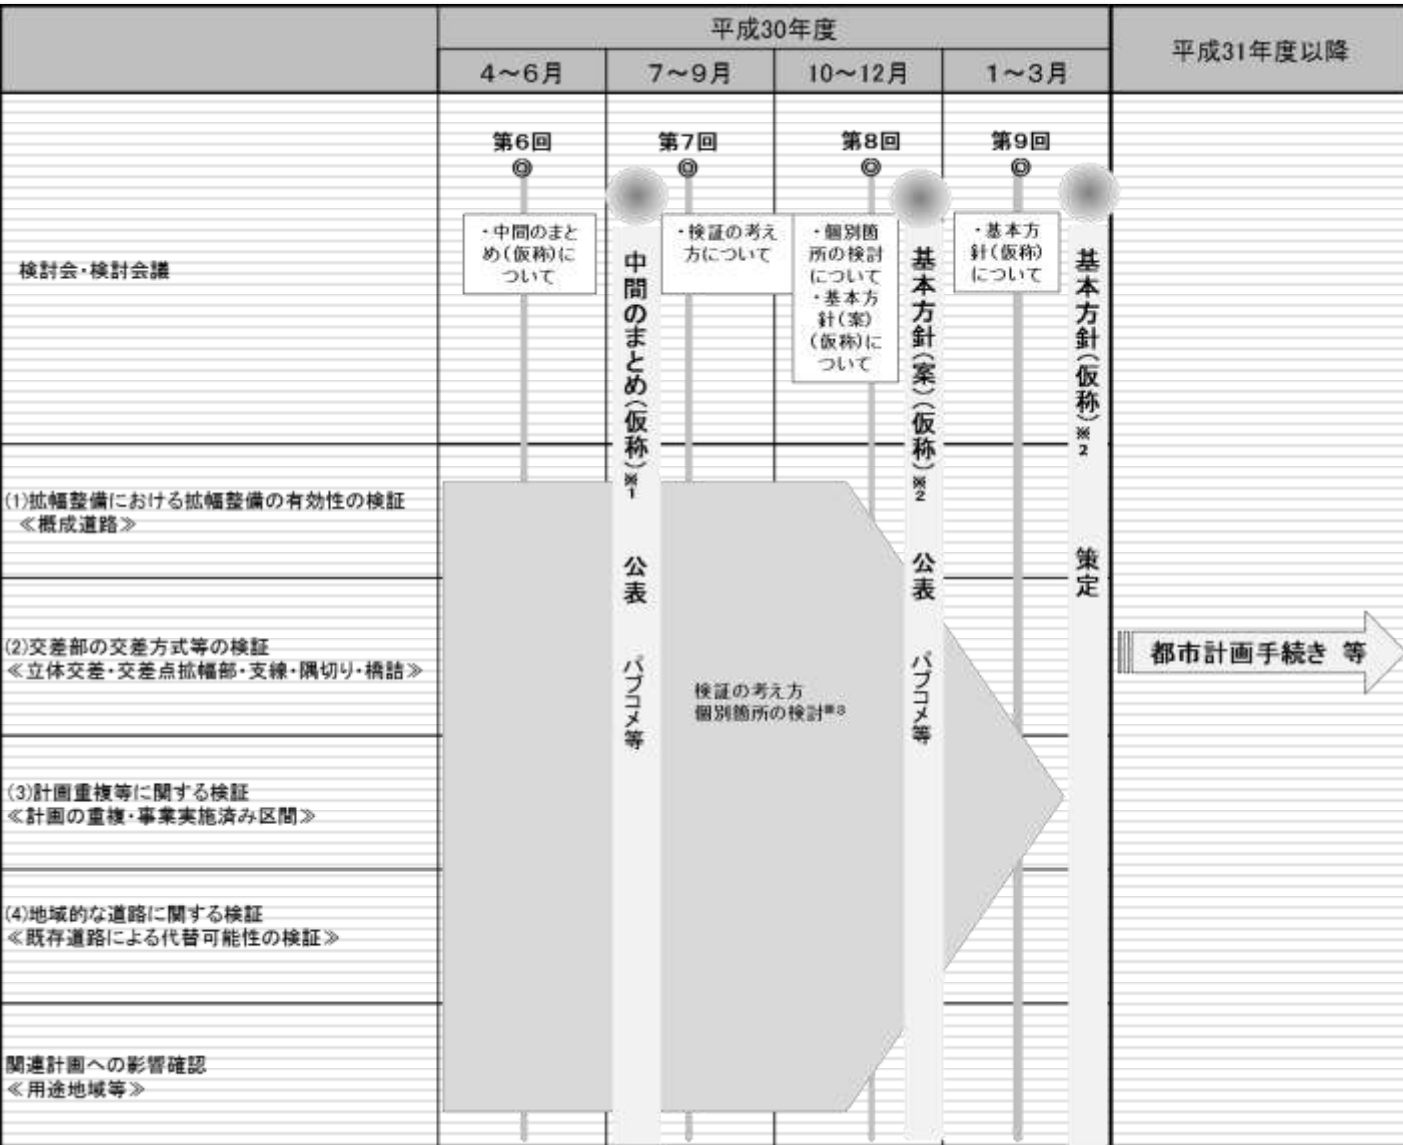 平成30年度
平成31年度以降
4～6月
7～9月
10～12月
1～3月
第6回
第7回
第8回
第9回
検討会・検討会議
・中間のまと
め(仮称)に
ついて
中間のまとめ(仮称)※1 公表 パブコメ等
・検証の考え
方について
・個別箇
所の検討
について
・基本方
針(案)
(仮称)に
ついて
基本方針(案)(仮称)※2 公表 パブコメ等
・基本方
針(仮称)
について
基本方針(仮称)※2 策定
(1)拡幅整備における拡幅整備の有効性の検証
≪概成道路≫
(2)交差部の交差方式等の検証
≪立体交差・交差点拡幅部・支線・隅切り・橋詰≫
検証の考え方
個別箇所の検討※3
都市計画手続き 等
(3)計画重複等に関する検証
≪計画の重複・事業実施済み区間≫
(4)地域的な道路に関する検証
≪既存道路による代替可能性の検証≫
関連計画への影響確認
≪用途地域等≫